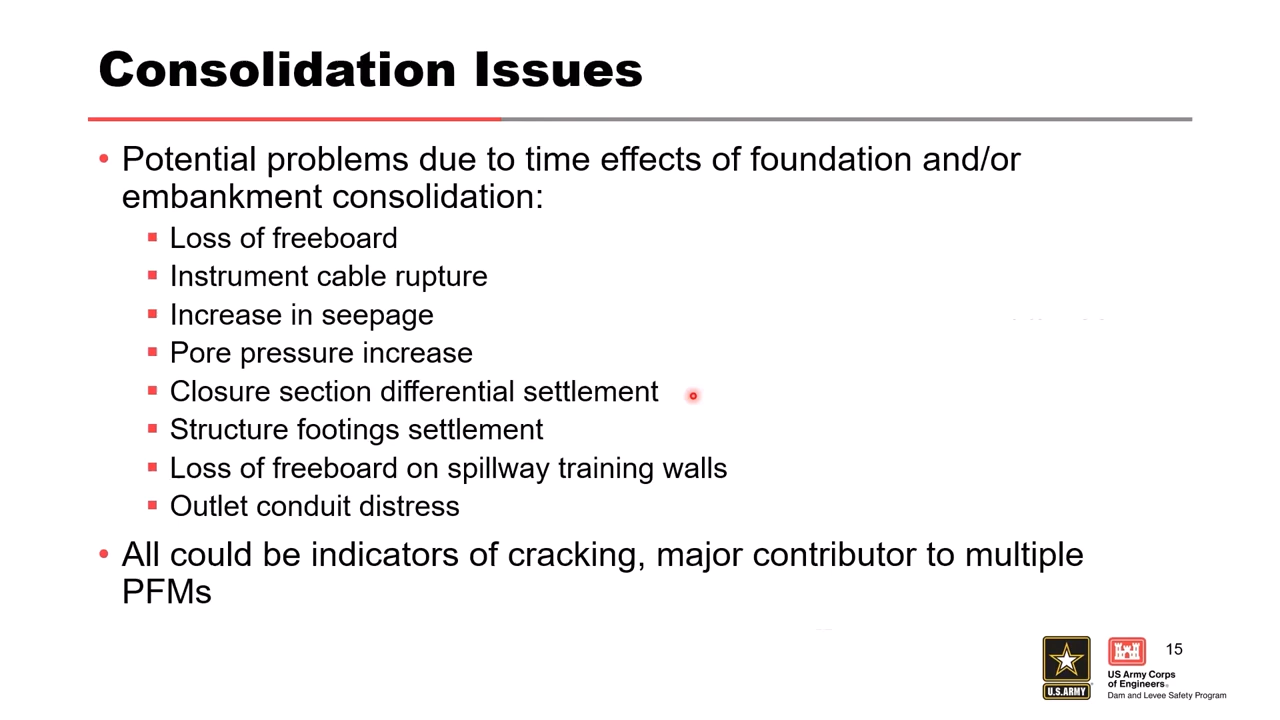 Consolidation Issues
• Potential problems due to time effects of foundation and/or
embankment consolidation:
▪ Loss of freeboard
▪ Instrument cable rupture
▪ Increase in seepage
▪ Pore pressure increase
▪ Closure section differential settlement
▪ Structure footings settlement
▪ Loss of freeboard on spillway training walls
▪ Outlet conduit distress
• All could be indicators of cracking, major contributor to multiple
PFMs
15
U.S.ARMY
US Army Corps
of Engineers®
Dam and Levee Safety Program